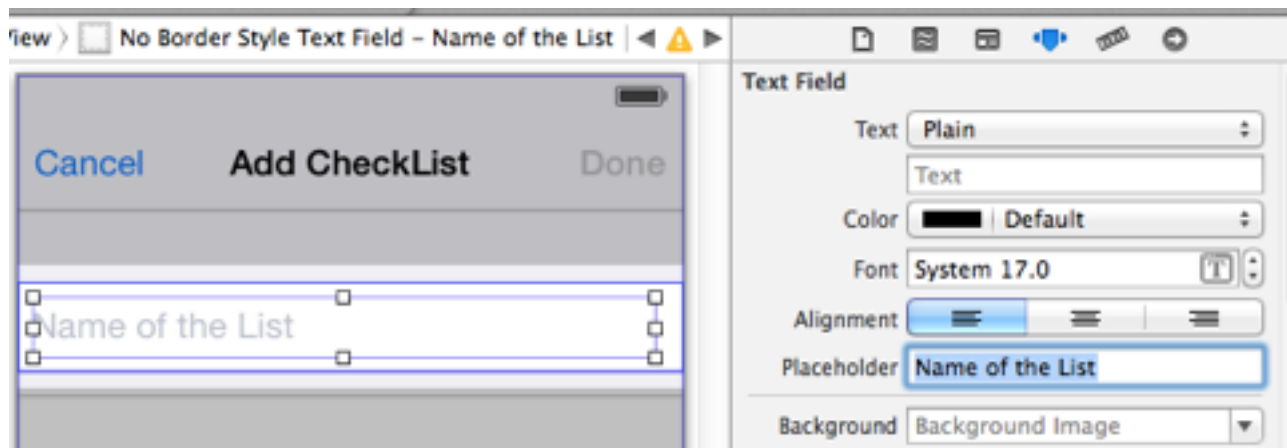 View 〉 No Border Style Text Field – Name of the List
Cancel Add CheckList Done
Name of the List
Text Field
Text Plain
Text
Color Default
Font System 17.0 T
Alignment
Placeholder Name of the List
Background Background Image